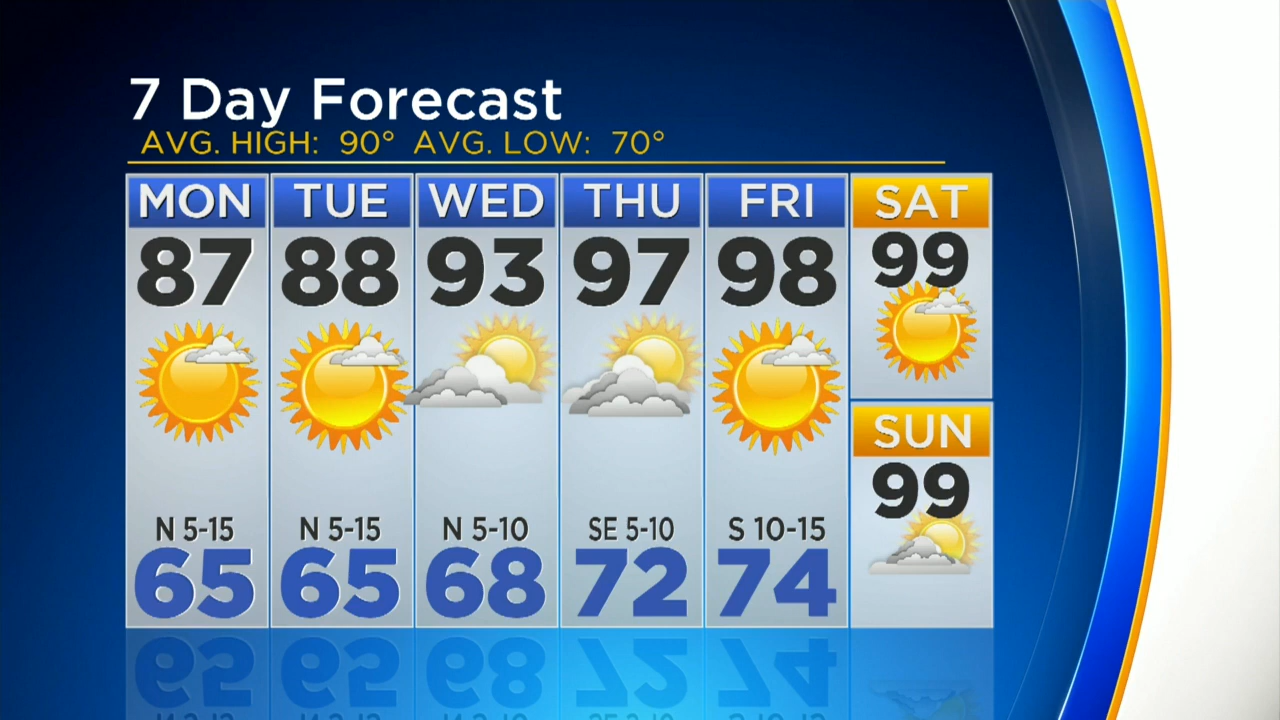 7 Day Forecast
AVG. HIGH: 90° AVG. LOW: 70°
MON TUE WED THU FRI SAT
87 88 93 97 98 99
SUN
99
N 5-15 N 5-15 N 5-10 SE 5-10 S 10-15
65 65 68 72 74